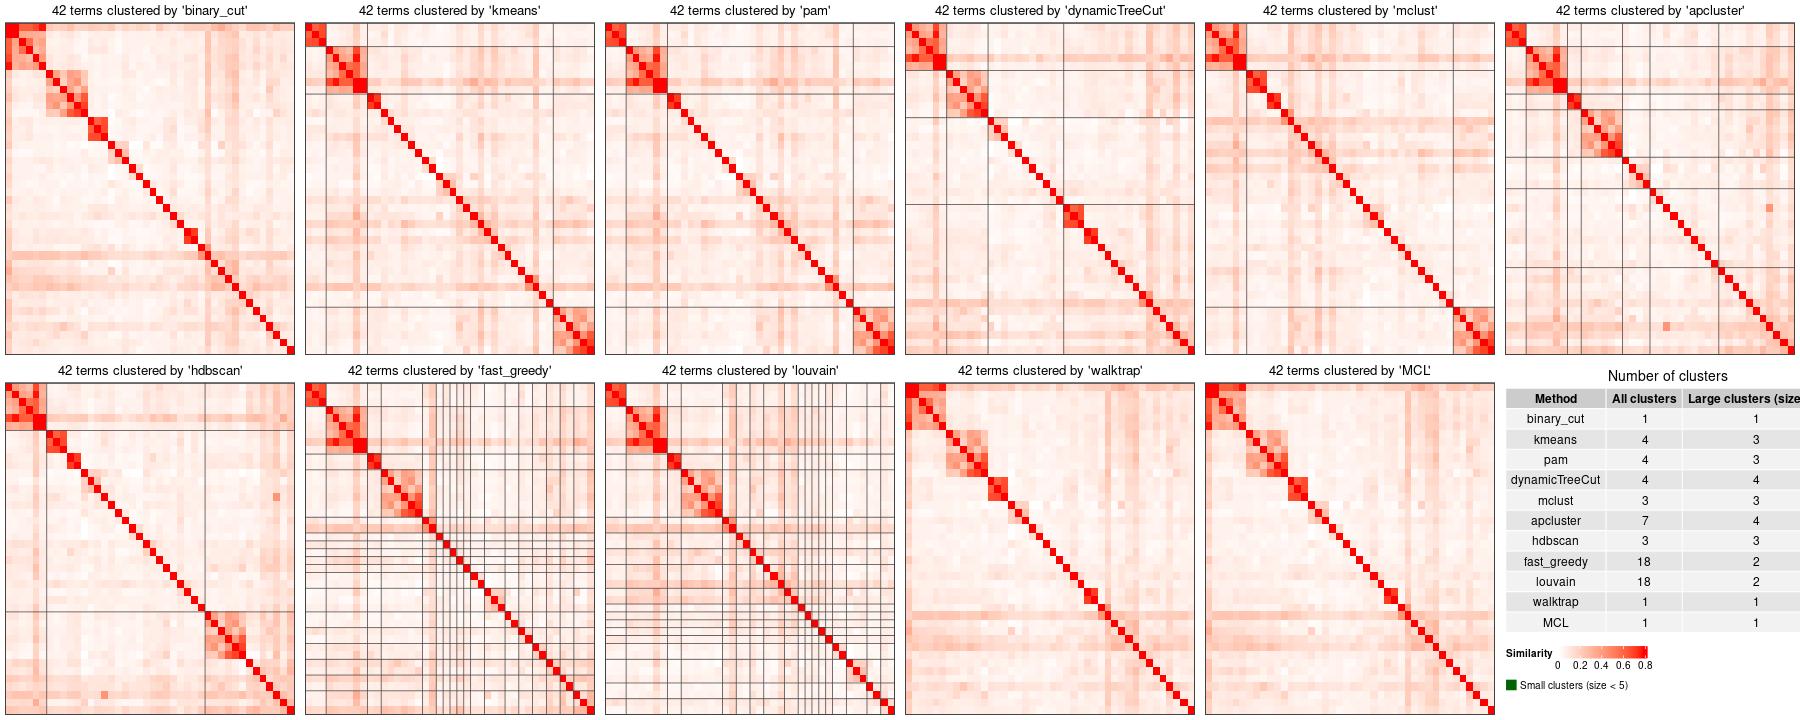 42 terms clustered by 'binary_cut'
42 terms clustered by 'kmeans'
42 terms clustered by 'pam'
42 terms clustered by 'dynamicTreeCut'
42 terms clustered by 'mclust'
42 terms clustered by 'apcluster'
42 terms clustered by 'hdbscan'
42 terms clustered by 'fast_greedy'
42 terms clustered by 'louvain'
42 terms clustered by 'walktrap'
42 terms clustered by 'MCL'
Number of clusters
Method All clusters Large clusters (size
binary_cut 1 1
kmeans 4 3
pam 4 3
dynamicTreeCut 4 4
mclust 3 3
apcluster 7 4
hdbscan 3 3
fast_greedy 18 2
louvain 18 2
walktrap 1 1
MCL 1 1
Similarity
0 0.2 0.4 0.6 0.8
Small clusters (size < 5)